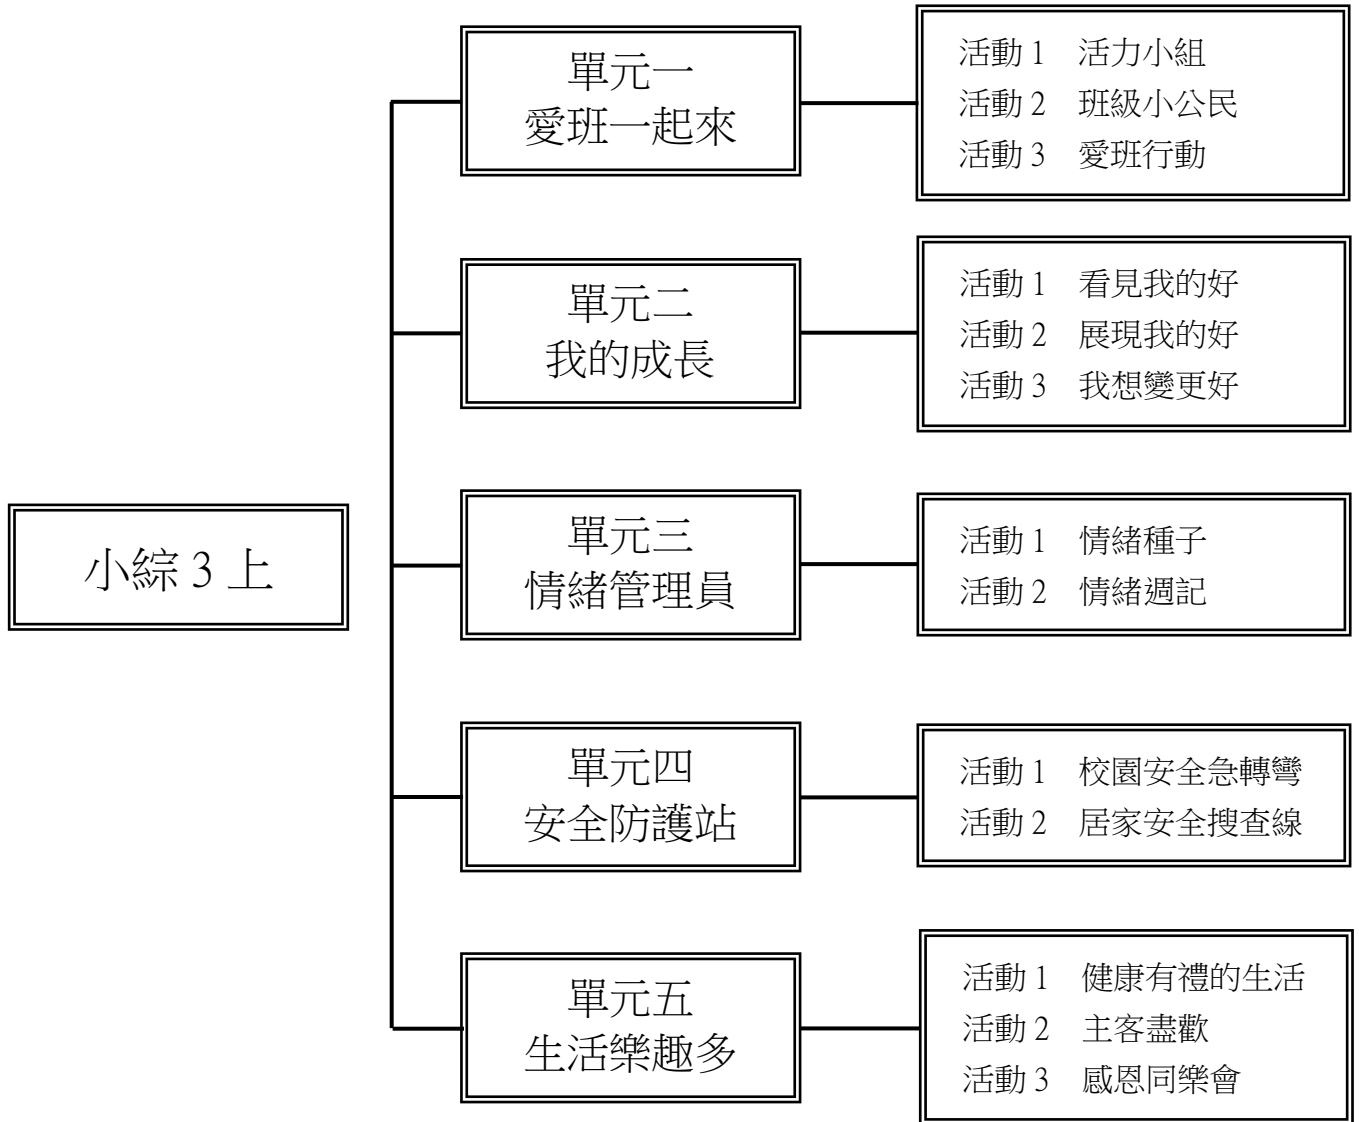 小綜 3 上
單元一
愛班一起來
活動 1 活力小組
活動 2 班級小公民
活動 3 愛班行動
單元二
我的成長
活動 1 看見我的好
活動 2 展現我的好
活動 3 我想變更好
單元三
情緒管理員
活動 1 情緒種子
活動 2 情緒週記
單元四
安全防護站
活動 1 校園安全急轉彎
活動 2 居家安全搜查線
單元五
生活樂趣多
活動 1 健康有禮的生活
活動 2 主客盡歡
活動 3 感恩同樂會